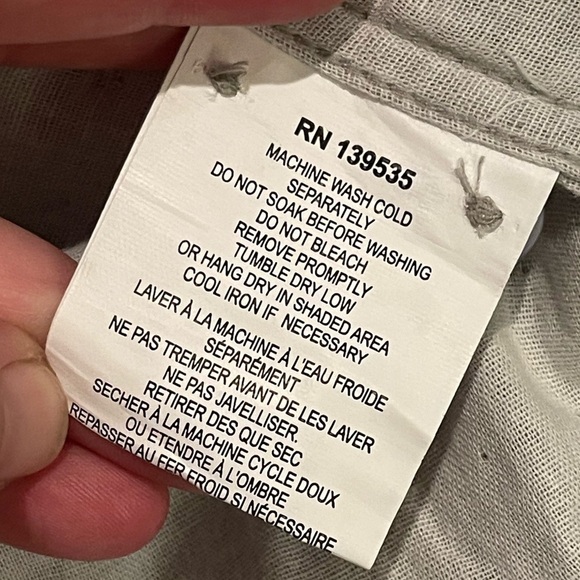 RN 139535
MACHINE WASH COLD
SEPARATELY
DO NOT SOAK BEFORE WASHING
DO NOT BLEACH
REMOVE PROMPTLY
TUMBLE DRY LOW
OR HANG DRY IN SHADED AREA
COOL IRON IF NECESSARY
LAVER À LA MACHINE À L'EAU FROIDE
SÉPARÉMENT
NE PAS TREMPER AVANT DE LES LAVER
NE PAS JAVELLISER.
RETIRER DES QUE SEC
SECHER À LA MACHINE CYCLE DOUX
OU ETENDRE À L'OMBRE
REPASSER AU FER FROID SI NÉCESSAIRE